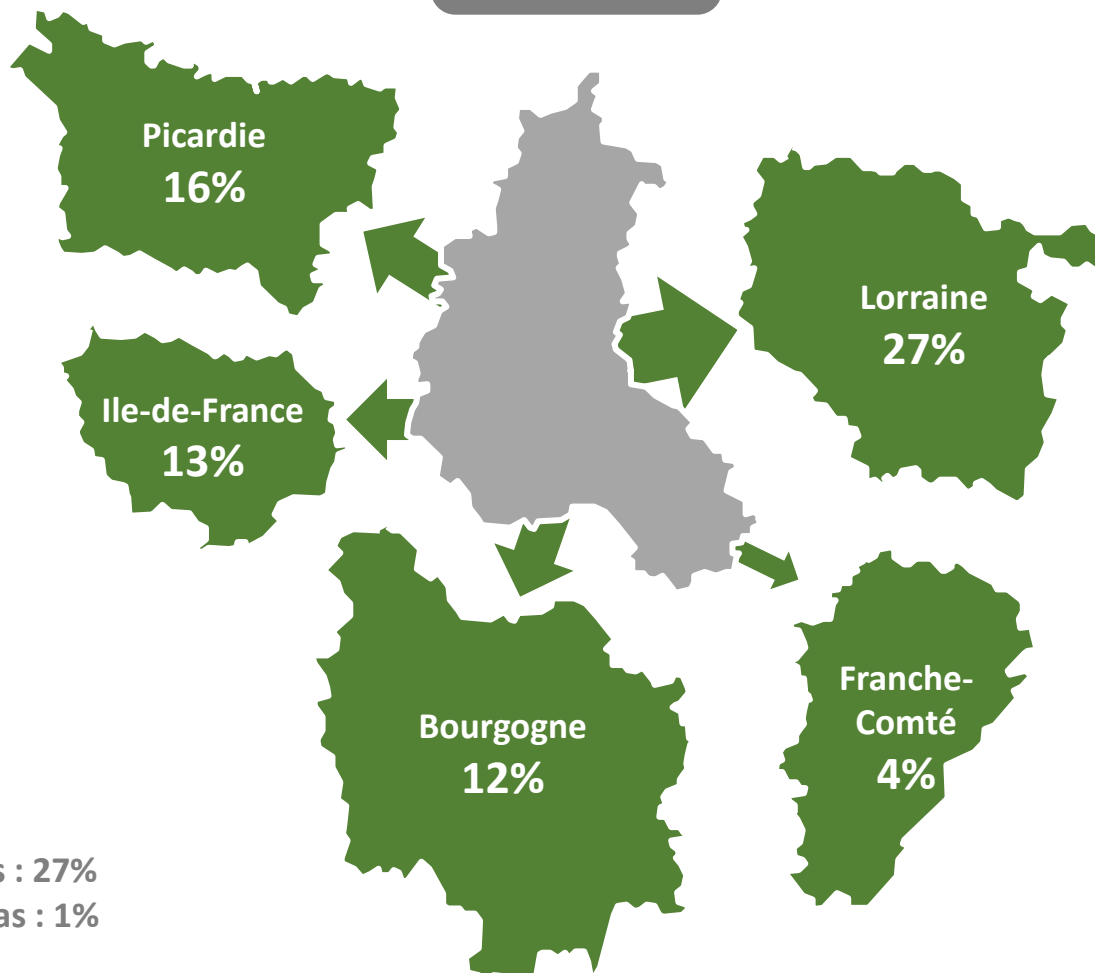 Picardie
16%
Lorraine
27%
Ile-de-France
13%
Bourgogne
12%
Franche-
Comté
4%
: 27%
: 1%